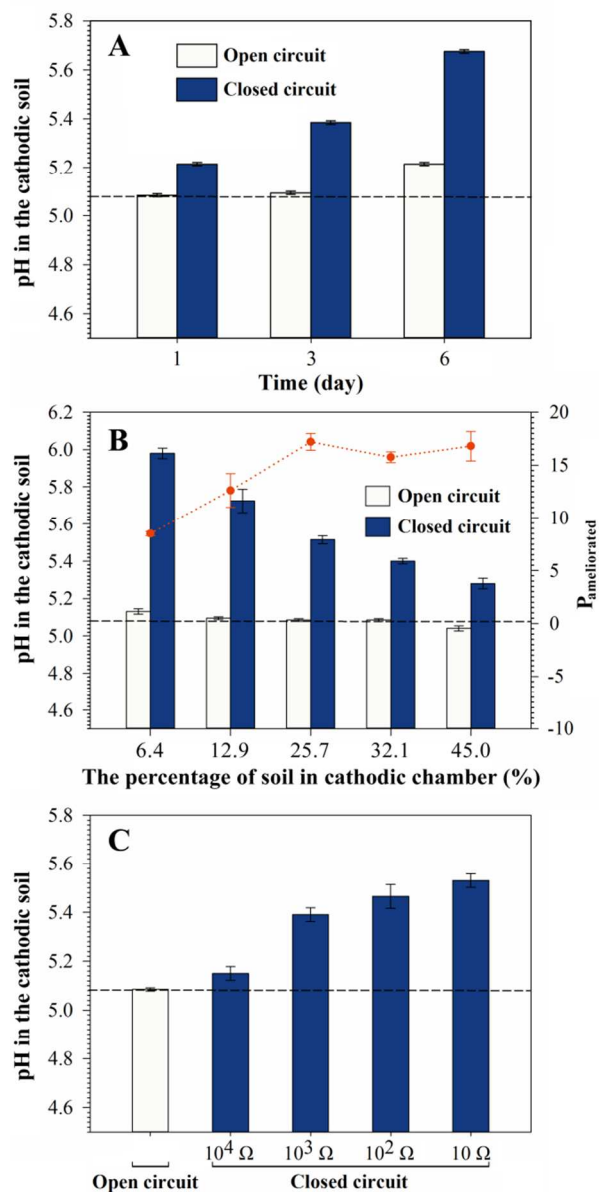 A
Open circuit
Closed circuit
pH in the cathodic soil
5.8
5.6
5.4
5.2
5.0
4.8
4.6
1 3 6
Time (day)
B
Open circuit
Closed circuit
pH in the cathodic soil
6.2
6.0
5.8
5.6
5.4
5.2
5.0
4.8
4.6
20
15
10
5
0
-5
-10
Pameliorated
6.4 12.9 25.7 32.1 45.0
The percentage of soil in cathodic chamber (%)
C
pH in the cathodic soil
5.8
5.6
5.4
5.2
5.0
4.8
4.6
10⁴ Ω 10³ Ω 10² Ω 10 Ω
Open circuit Closed circuit